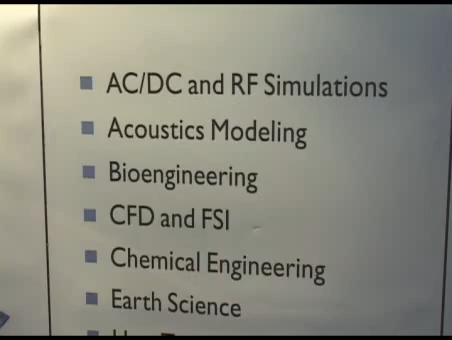 AC/DC and RF Simulations
Acoustics Modeling
Bioengineering
CFD and FSI
Chemical Engineering
Earth Science